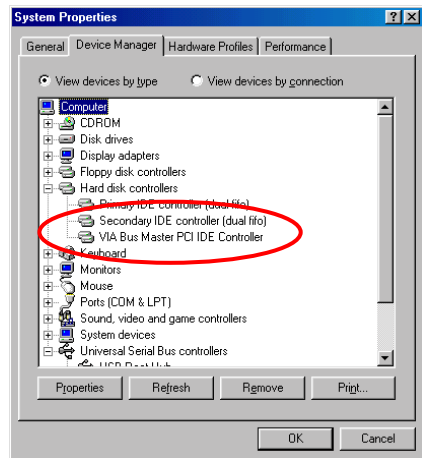 System Properties
General Device Manager Hardware Profiles Performance
View devices by type View devices by connection
Computer
CDROM
Disk drives
Display adapters
Floppy disk controllers
Hard disk controllers
Primary IDE controller (dual fifo)
Secondary IDE controller (dual fifo)
VIA Bus Master PCI IDE Controller
Keyboard
Monitors
Mouse
Ports (COM & LPT)
Sound, video and game controllers
System devices
Universal Serial Bus controllers
USB Root Hub
Properties Refresh Remove Print...
OK Cancel